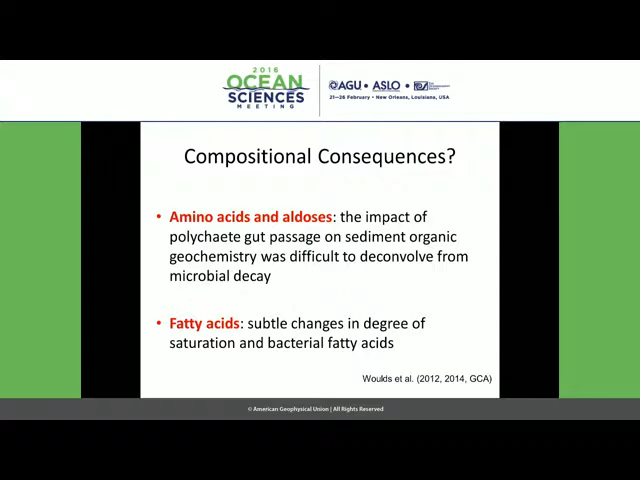 2016
OCEAN
SCIENCES
MEETING
AGU • ASLO •
21–26 February • New Orleans, Louisiana, USA
Compositional Consequences?
• Amino acids and aldoses: the impact of
polychaete gut passage on sediment organic
geochemistry was difficult to deconvolve from
microbial decay
• Fatty acids: subtle changes in degree of
saturation and bacterial fatty acids
Woulds et al. (2012, 2014, GCA)
© American Geophysical Union | All Rights Reserved